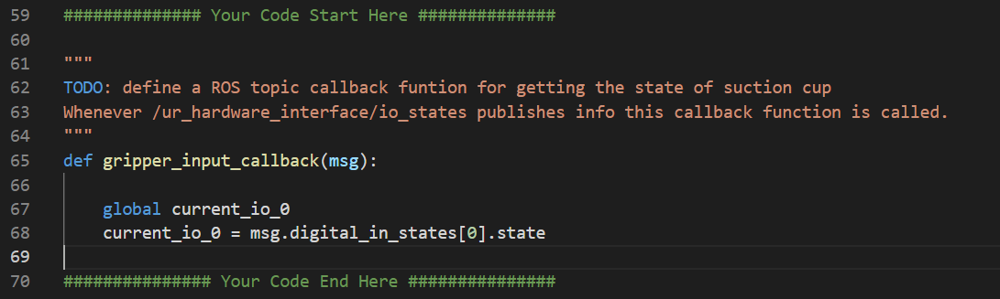 59 ############## Your Code Start Here ##############
60
61 """
62 TODO: define a ROS topic callback funtion for getting the state of suction cup
63 Whenever /ur_hardware_interface/io_states publishes info this callback function is called.
64 """
65 def gripper_input_callback(msg):
66
67     global current_io_0
68     current_io_0 = msg.digital_in_states[0].state
69
70 ############### Your Code End Here ###############